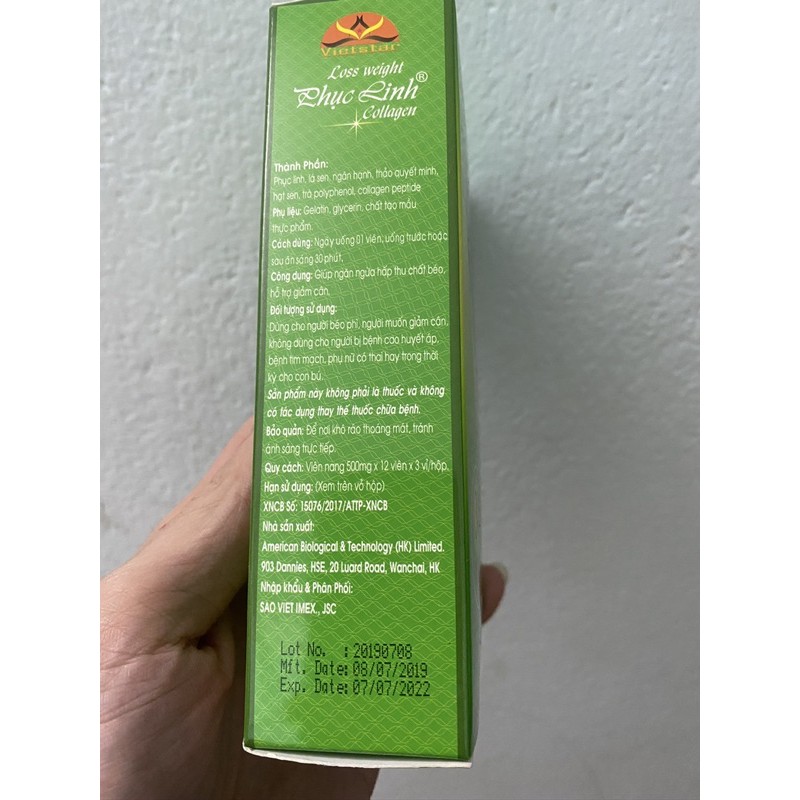 Vietstar
Loss weight
Phục Linh®
Collagen
Thành Phần:
Phục linh, lá sen, ngân hạnh, thảo quyết minh,
hạt sen, trà polyphenol, collagen peptide
Phụ liệu: Gelatin, glycerin, chất tạo mầu
thực phẩm.
Cách dùng: Ngày uống 01 viên, uống trước hoặc
sau ăn sáng 30 phút.
Công dụng: Giúp ngăn ngừa hấp thu chất béo,
hỗ trợ giảm cân.
Đối tượng sử dụng:
Dùng cho người béo phì, người muốn giảm cân,
không dùng cho người bị bệnh cao huyết áp,
bệnh tim mạch, phụ nữ có thai hay trong thời
kỳ cho con bú.
Sản phẩm này không phải là thuốc và không
có tác dụng thay thế thuốc chữa bệnh.
Bảo quản: Để nơi khô ráo thoáng mát, tránh
ánh sáng trực tiếp.
Quy cách: Viên nang 500mg x 12 viên x 3 vỉ/hộp.
Hạn sử dụng: (Xem trên vỏ hộp)
XNCB Số: 15076/2017/ATTP-XNCB
Nhà sản xuất:
American Biological & Technology (HK) Limited.
903 Dannies, HSE, 20 Luard Road, Wanchai, HK
Nhập khẩu & Phân Phối:
SAO VIET IMEX., JSC
Lot No. : 20190708
Mft. Date: 08/07/2019
Exp. Date: 07/07/2022